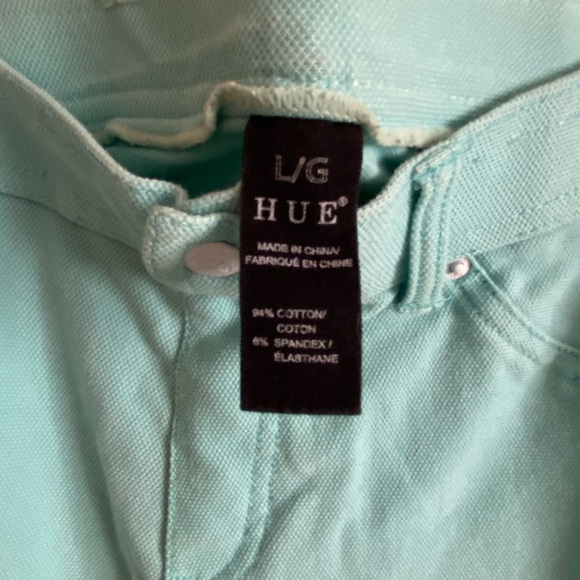 L/G
HUE®
MADE IN CHINA/
FABRIQUÉ EN CHINE
94% COTTON/
COTON
6% SPANDEX/
ÉLASTHANE